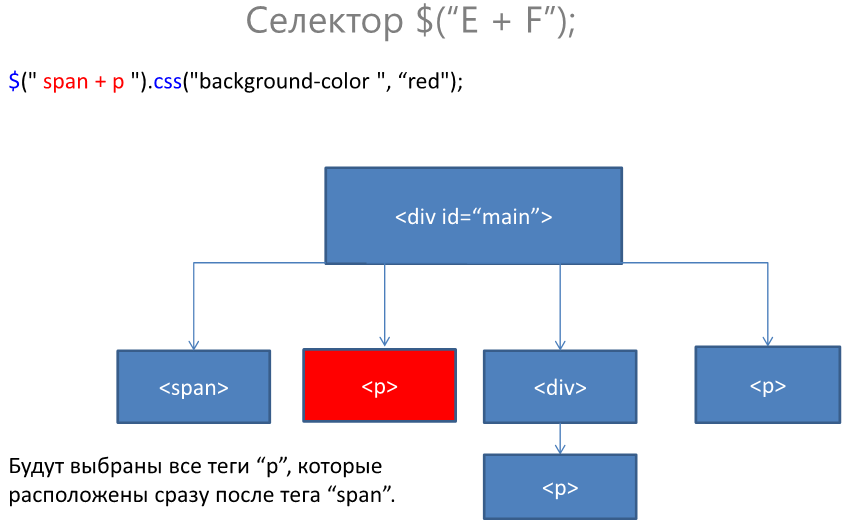 Селектор $(“E + F”);
$(" span + p ").css("background-color ", “red");
<div id=“main”>
<span>
<p>
<div>
<p>
Будут выбраны все теги “p”, которые
расположены сразу после тега “span”.
<p>